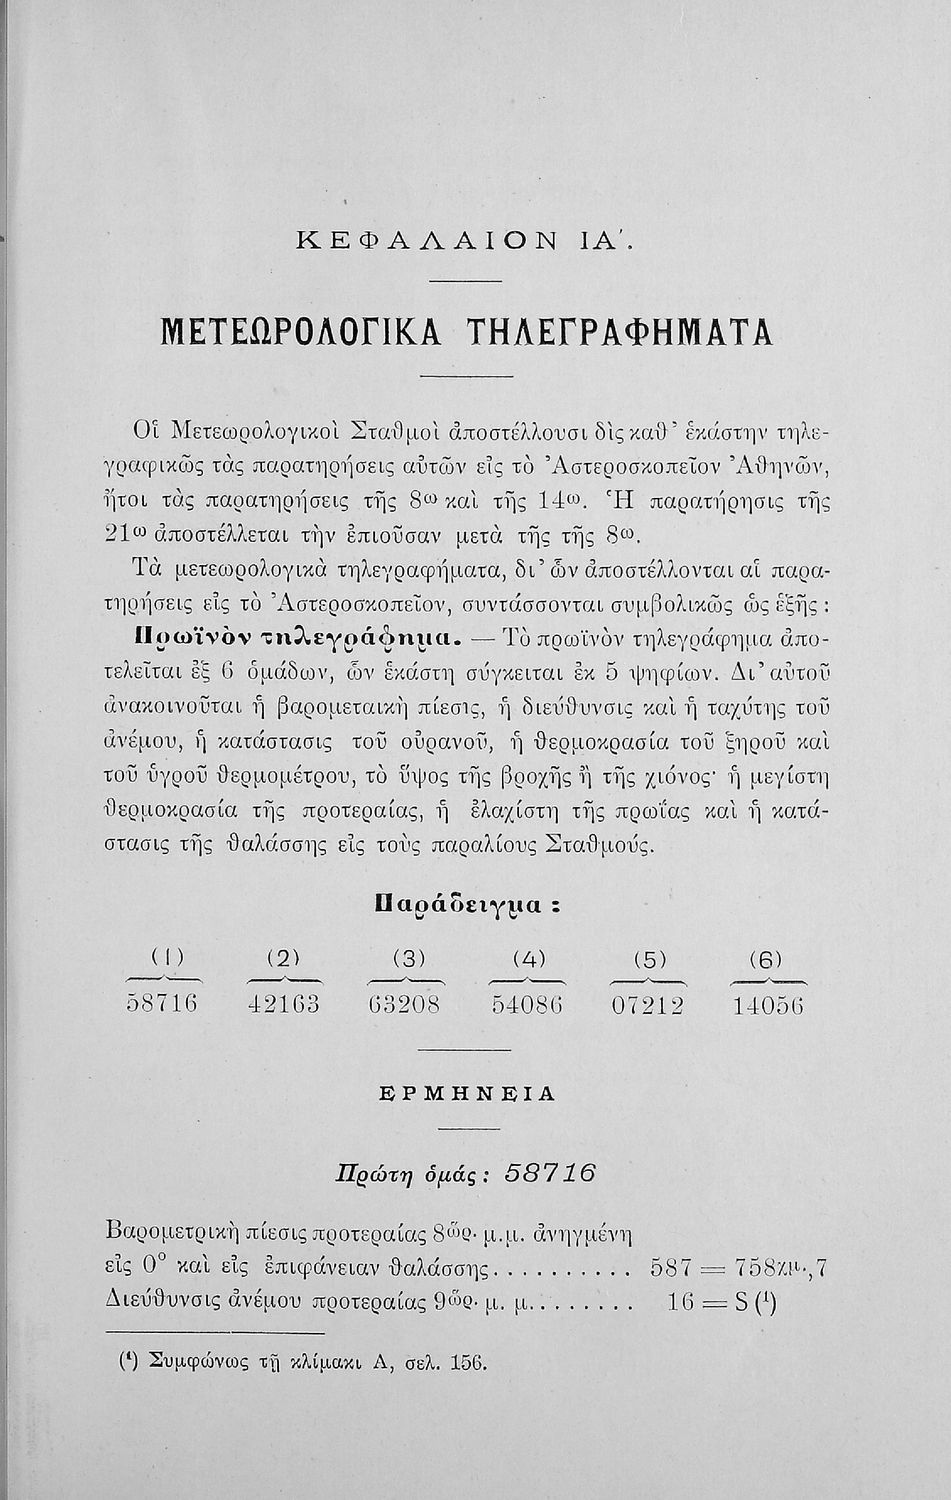 ΚΕΦΑΛΑΙΟΝ ΙΑ΄.
ΜΕΤΕΩΡΟΛΟΓΙΚΑ ΤΗΛΕΓΡΑΦΗΜΑΤΑ
Οἱ Μετεωρολογικοὶ Σταθμοὶ ἀποστέλλουσι δὶς καθ᾽ ἑκάστην τηλε-
γραφικῶς τὰς παρατηρήσεις αὐτῶν εἰς τὸ Ἀστεροσκοπεῖον Ἀθηνῶν,
ἤτοι τὰς παρατηρήσεις τῆς 8ω καὶ τῆς 14ω. Ἡ παρατήρησις τῆς
21ω ἀποστέλλεται τὴν ἐπιοῦσαν μετὰ τῆς τῆς 8ω.
Τὰ μετεωρολογικὰ τηλεγραφήματα, δι᾽ ὧν ἀποστέλλονται αἱ παρα-
τηρήσεις εἰς τὸ Ἀστεροσκοπεῖον, συντάσσονται συμβολικῶς ὡς ἑξῆς :
Πρωϊνὸν τηλεγράφημα. — Τὸ πρωϊνὸν τηλεγράφημα ἀπο-
τελεῖται ἐξ 6 ὁμάδων, ὧν ἑκάστη σύγκειται ἐκ 5 ψηφίων. Δι᾽ αὐτοῦ
ἀνακοινοῦται ἡ βαρομεταικὴ πίεσις, ἡ διεύθυνσις καὶ ἡ ταχύτης τοῦ
ἀνέμου, ἡ κατάστασις τοῦ οὐρανοῦ, ἡ θερμοκρασία τοῦ ξηροῦ καὶ
τοῦ ὑγροῦ θερμομέτρου, τὸ ὕψος τῆς βροχῆς ἢ τῆς χιόνος· ἡ μεγίστη
θερμοκρασία τῆς προτεραίας, ἡ ἐλαχίστη τῆς πρωΐας καὶ ἡ κατά-
στασις τῆς θαλάσσης εἰς τοὺς παραλίους Σταθμούς.
Παράδειγμα :
(1) (2) (3) (4) (5) (6)
58716 42163 63208 54086 07212 14056
ΕΡΜΗΝΕΙΑ
Πρώτη ὁμάς : 58716
Βαρομετρικὴ πίεσις προτεραίας 8ὥρ. μ.μ. ἀνηγμένη
εἰς 0° καὶ εἰς ἐπιφάνειαν θαλάσσης.......... 587 = 758χμ.,7
Διεύθυνσις ἀνέμου προτεραίας 9ὥρ. μ. μ......... 16 = S (¹)
(¹) Συμφώνως τῇ κλίμακι Α, σελ. 156.